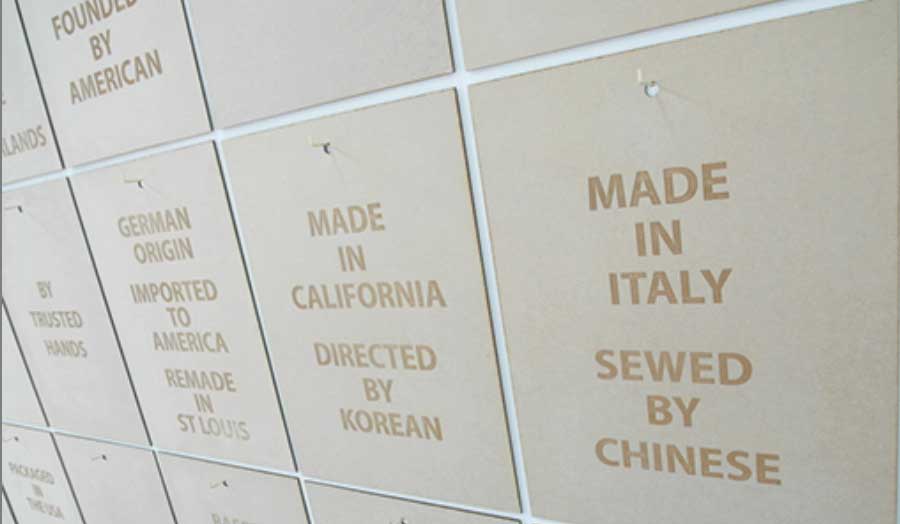 FOUNDED
BY
AMERICAN
RLANDS
BY
TRUSTED
HANDS
GERMAN
ORIGIN
IMPORTED
TO
AMERICA
REMADE
IN
ST LOUIS
MADE
IN
CALIFORNIA
DIRECTED
BY
KOREAN
MADE
IN
ITALY
SEWED
BY
CHINESE
PACKAGED
IN
THE USA